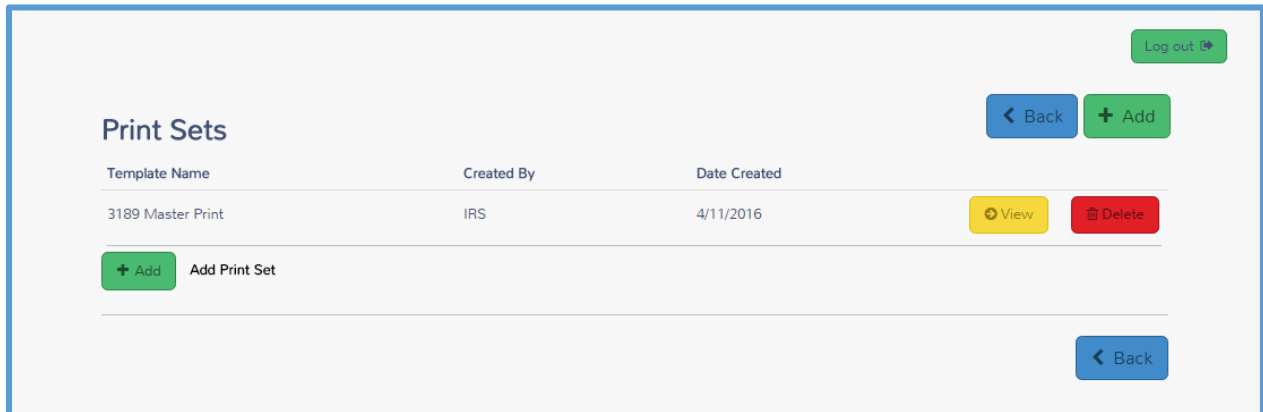 Log out
Print Sets
Back
Add
Template Name Created By Date Created
3189 Master Print IRS 4/11/2016 View Delete
Add Add Print Set
Back